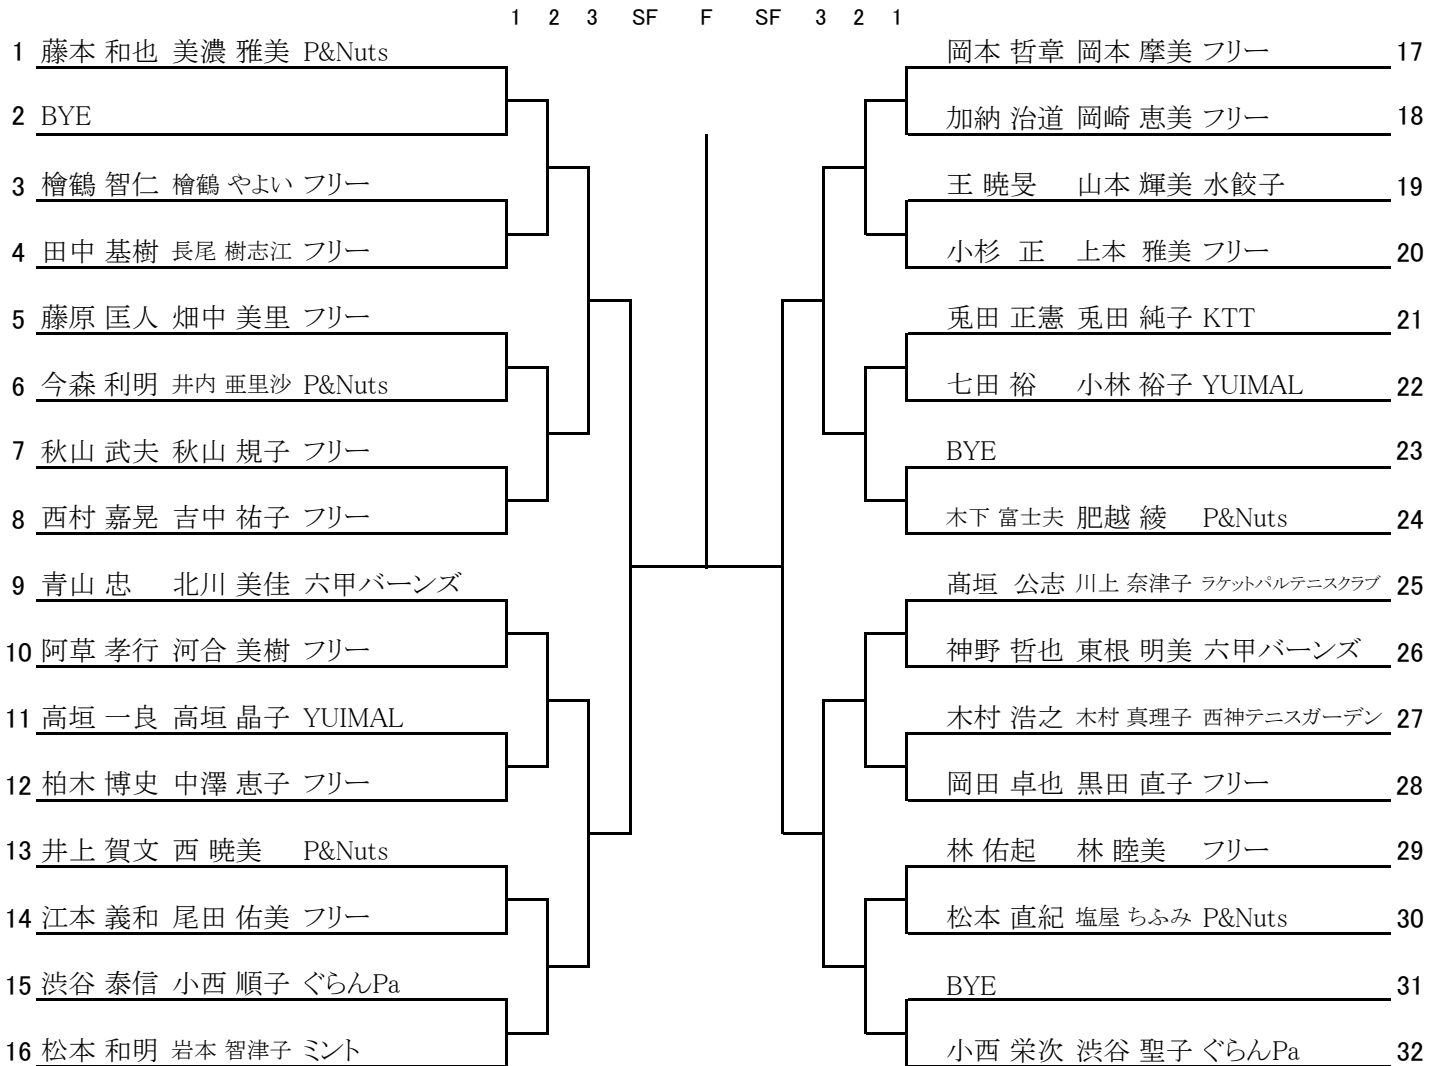 1 2 3 SF F SF 3 2 1
1 藤本 和也 美濃 雅美 P&Nuts
2 BYE
3 檜鶴 智仁 檜鶴 やよい フリー
4 田中 基樹 長尾 樹志江 フリー
5 藤原 匡人 畑中 美里 フリー
6 今森 利明 井内 亜里沙 P&Nuts
7 秋山 武夫 秋山 規子 フリー
8 西村 嘉晃 吉中 祐子 フリー
9 青山 忠 北川 美佳 六甲バーンズ
10 阿草 孝行 河合 美樹 フリー
11 高垣 一良 高垣 晶子 YUIMAL
12 柏木 博史 中澤 恵子 フリー
13 井上 賀文 西 暁美 P&Nuts
14 江本 義和 尾田 佑美 フリー
15 渋谷 泰信 小西 順子 ぐらんPa
16 松本 和明 岩本 智津子 ミント
岡本 哲章 岡本 摩美 フリー 17
加納 治道 岡崎 恵美 フリー 18
王 暁旻 山本 輝美 水餃子 19
小杉 正 上本 雅美 フリー 20
兎田 正憲 兎田 純子 KTT 21
七田 裕 小林 裕子 YUIMAL 22
BYE 23
木下 富士夫 肥越 綾 P&Nuts 24
髙垣 公志 川上 奈津子 ラケットパルテニスクラブ 25
神野 哲也 東根 明美 六甲バーンズ 26
木村 浩之 木村 真理子 西神テニスガーデン 27
岡田 卓也 黒田 直子 フリー 28
林 佑起 林 睦美 フリー 29
松本 直紀 塩屋 ちふみ P&Nuts 30
BYE 31
小西 栄次 渋谷 聖子 ぐらんPa 32